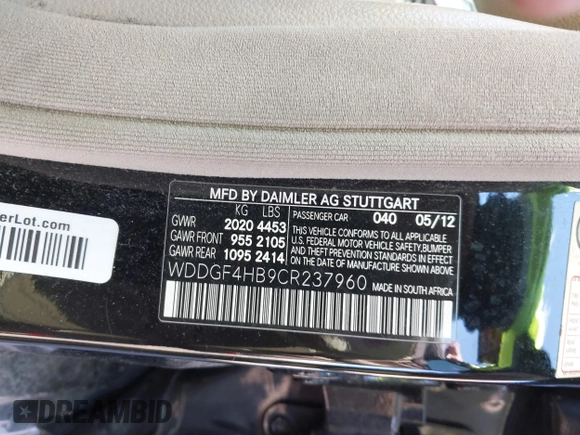 MFD BY DAIMLER AG STUTTGART
KG LBS
GVWR 2020 4453
GAWR FRONT 955 2105
GAWR REAR 1095 2414
PASSENGER CAR 040 05/12
THIS VEHICLE CONFORMS TO ALL APPLICABLE
U.S. FEDERAL MOTOR VEHICLE SAFETY, BUMPER
AND THEFT PREVENTION STANDARDS IN EFFECT
ON THE DATE OF MANUFACTURE SHOWN ABOVE.
WDDGF4HB9CR237960 MADE IN SOUTH AFRICA
erLot.com
DREAMBID